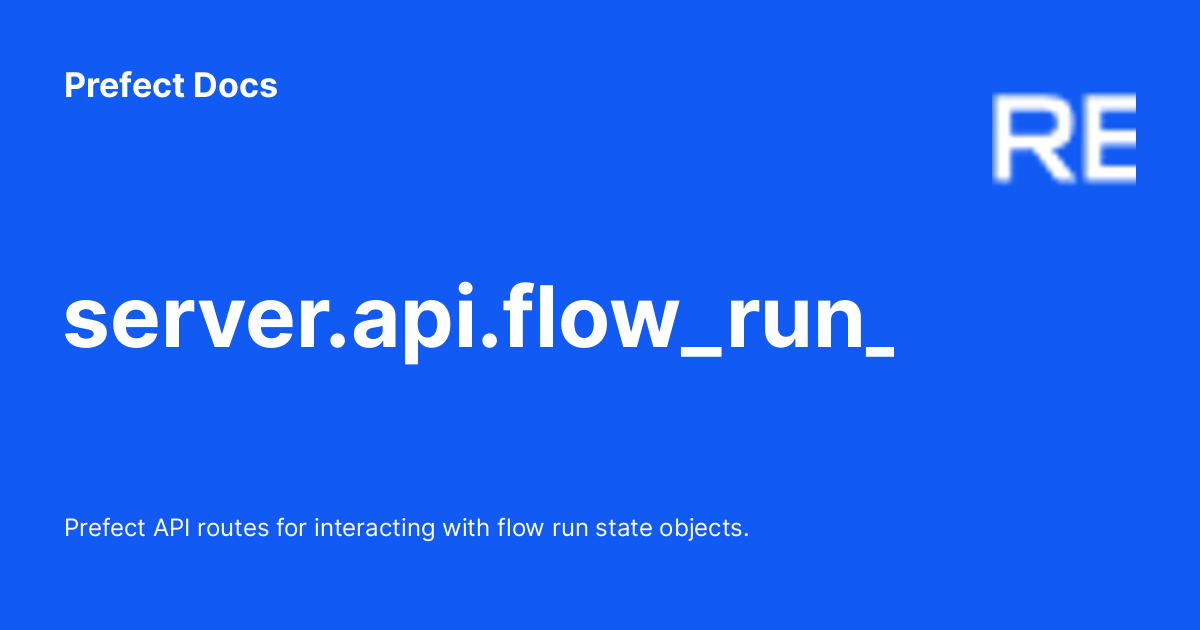 Prefect Docs
RE
server.api.flow_run_
Prefect API routes for interacting with flow run state objects.